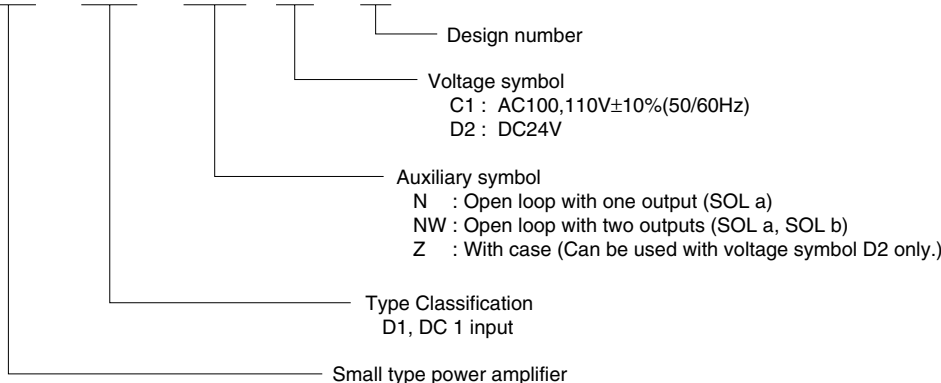 Design number
Voltage symbol
C1 : AC100,110V±10%(50/60Hz)
D2 : DC24V
Auxiliary symbol
N : Open loop with one output (SOL a)
NW : Open loop with two outputs (SOL a, SOL b)
Z : With case (Can be used with voltage symbol D2 only.)
Type Classification
D1, DC 1 input
Small type power amplifier